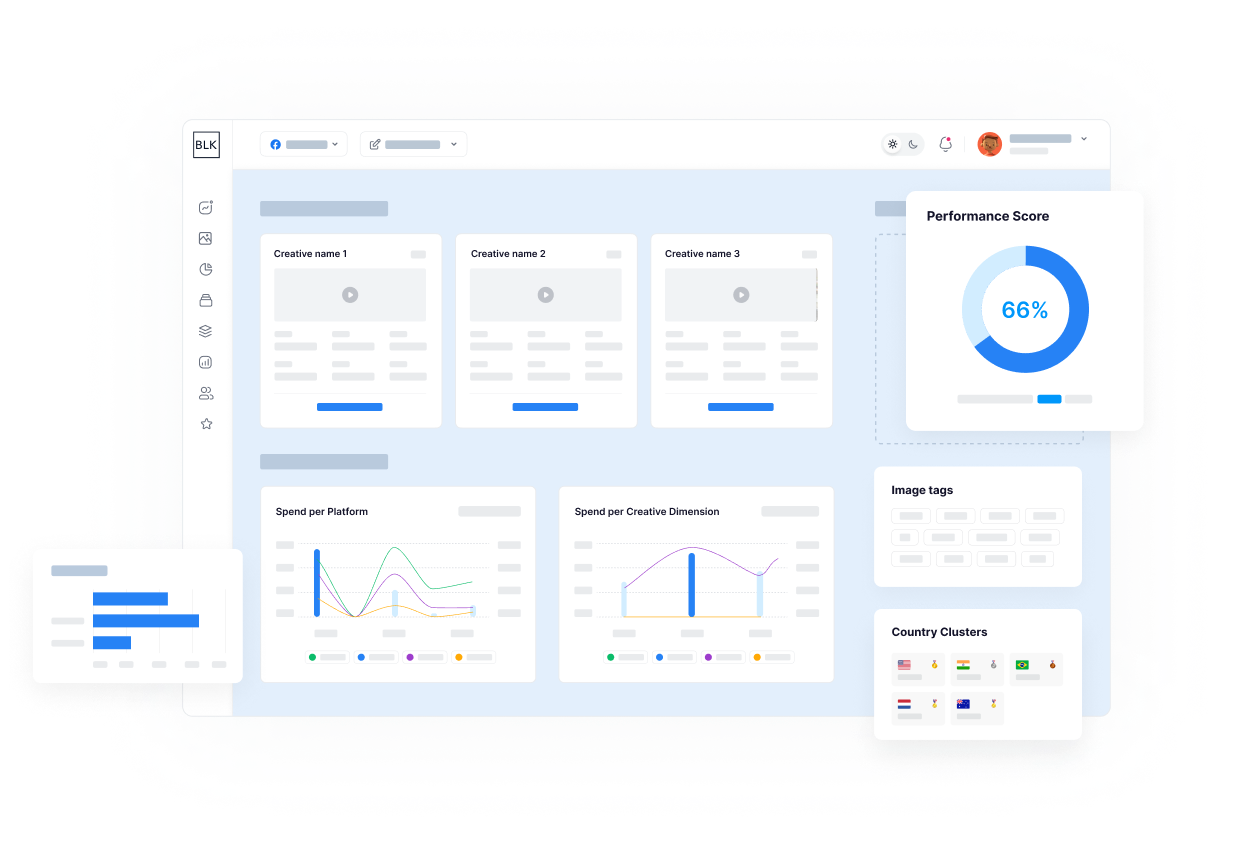 BLK
Performance Score
Creative name 1
Creative name 2
Creative name 3
66%
Image tags
Spend per Platform
Spend per Creative Dimension
Country Clusters